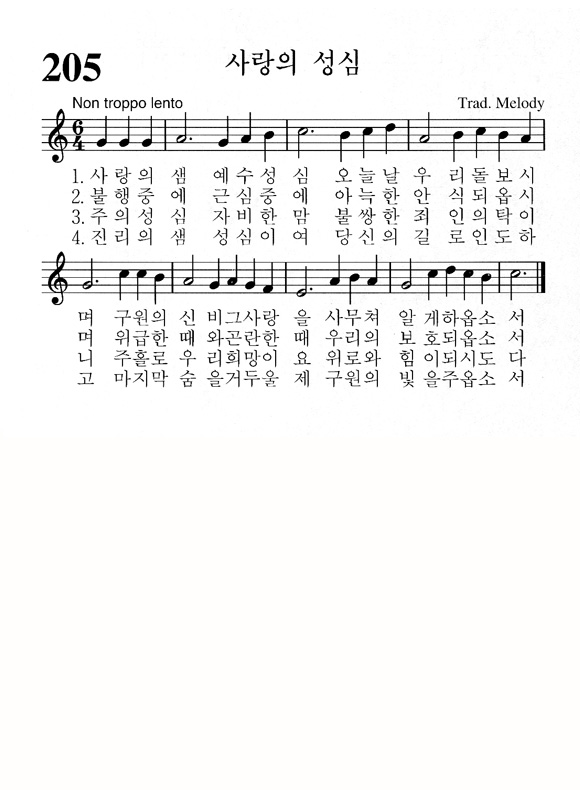 205
사랑의 성심
Non troppo lento
Trad. Melody
6
4
1. 사 랑 의 샘 예 수 성 심 오 늘 날 우 리 돌 보 시
2. 불 행 중 에 근 심 중 에 아 늑 한 안 식 되 옵 시
3. 주 의 성 심 자 비 한 맘 불 쌍 한 죄 인 의 탁 이
4. 진 리 의 샘 성 심 이 여 당 신 의 길 로 인 도 하
며 구 원 의 신 비 그 사 랑 을 사 무 쳐 알 게 하 옵 소 서
며 위 급 한 때 와 곤 란 한 때 우 리 의 보 호 되 옵 소 서
니 주 홀 로 우 리 희 망 이 요 위 로 와 힘 이 되 시 도 다
고 마 지 막 숨 을 거 두 울 제 구 원 의 빛 을 주 옵 소 서